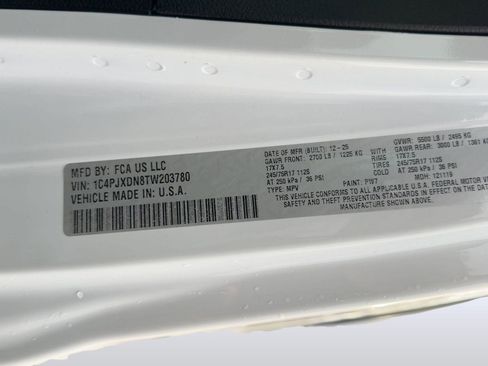 MFD BY: FCA US LLC
VIN: 1C4PJXDN8TW203780
VEHICLE MADE IN: U.S.A.
DATE OF MFR (BUILT): 12-25
GAWR FRONT: 2700 LB / 1225 KG WITH
17X7.5 RIMS
245/75R17 112S TIRES
AT 250 kPa / 36 PSI
TYPE: MPV
GVWR: 5500 LB / 2495 KG
GAWR REAR: 3000 LB / 1361 KG
17X7.5
245/75R17 112S
AT 250 kPa / 36 PSI
PAINT: PW7 MDH: 121119
THIS VEHICLE CONFORMS TO ALL APPLICABLE U.S.A. FEDERAL MOTOR
SAFETY AND THEFT PREVENTION STANDARDS IN EFFECT ON THE DATE OF
MANUFACTURE SHOWN ABOVE.